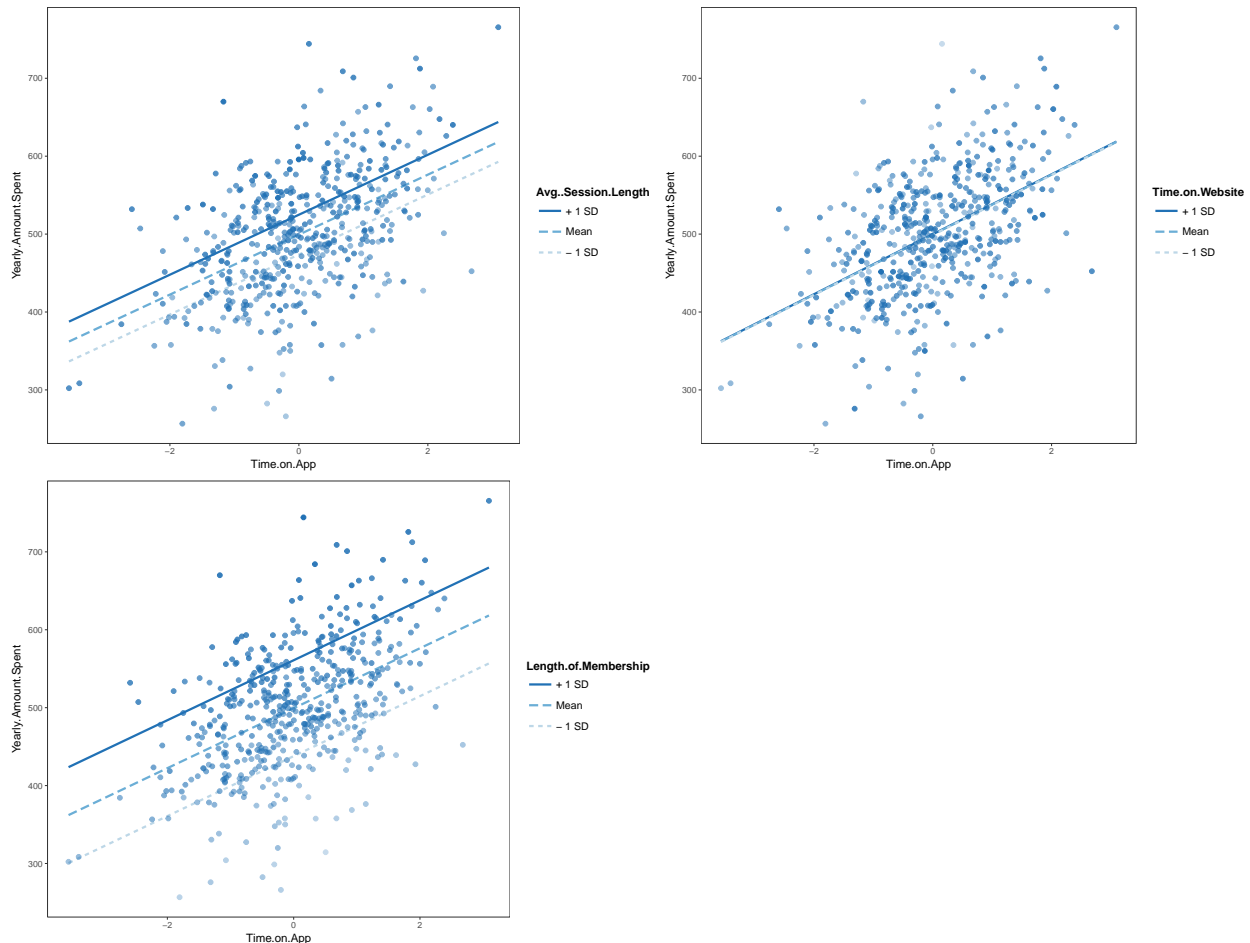 700
600
500
400
300
Yearly.Amount.Spent
−2
0
2
Time.on.App
Avg..Session.Length
+ 1 SD
Mean
− 1 SD
700
600
500
400
300
Yearly.Amount.Spent
−2
0
2
Time.on.App
Time.on.Website
+ 1 SD
Mean
− 1 SD
700
600
500
400
300
Yearly.Amount.Spent
−2
0
2
Time.on.App
Length.of.Membership
+ 1 SD
Mean
− 1 SD